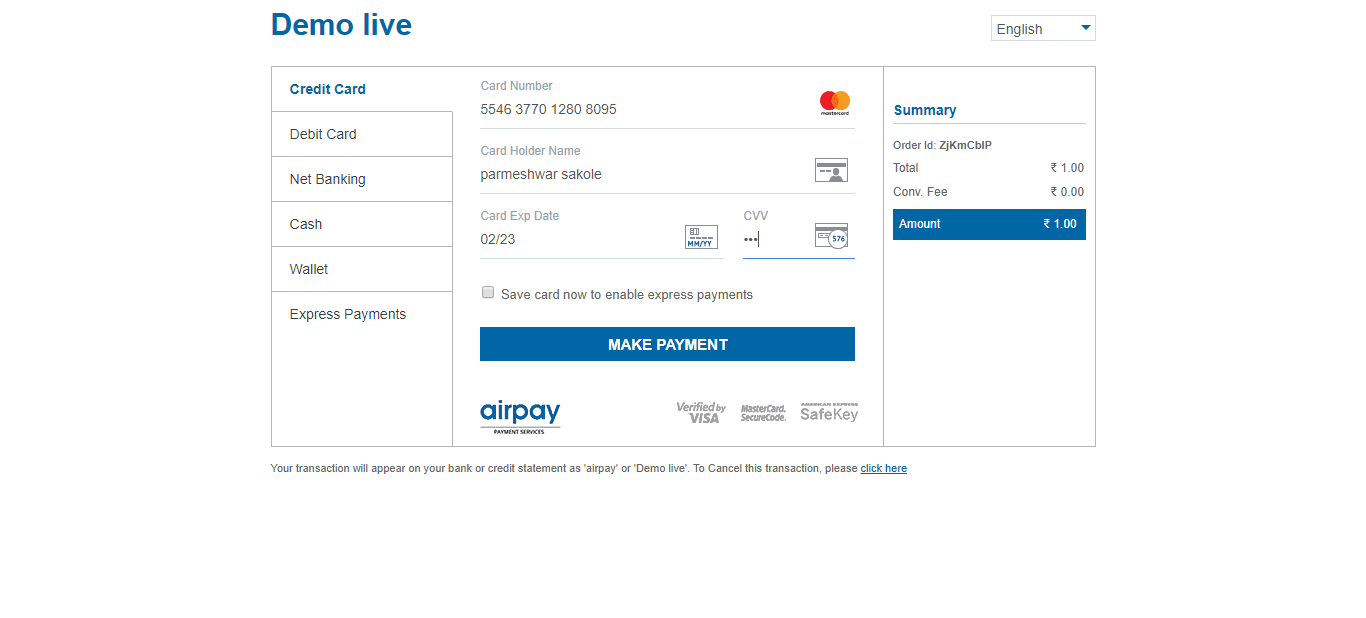 Demo live
English
Credit Card
Debit Card
Net Banking
Cash
Wallet
Express Payments
Card Number
5546 3770 1280 8095
mastercard
Card Holder Name
parmeshwar sakole
Card Exp Date
02/23
MM/YY
CVV
•••
576
Save card now to enable express payments
MAKE PAYMENT
airpay
PAYMENT SERVICES
Verified by
VISA
MasterCard.
SecureCode.
AMERICAN EXPRESS
SafeKey
Summary
Order Id: ZjKmCbIP
Total ₹ 1.00
Conv. Fee ₹ 0.00
Amount ₹ 1.00
Your transaction will appear on your bank or credit statement as 'airpay' or 'Demo live'. To Cancel this transaction, please click here